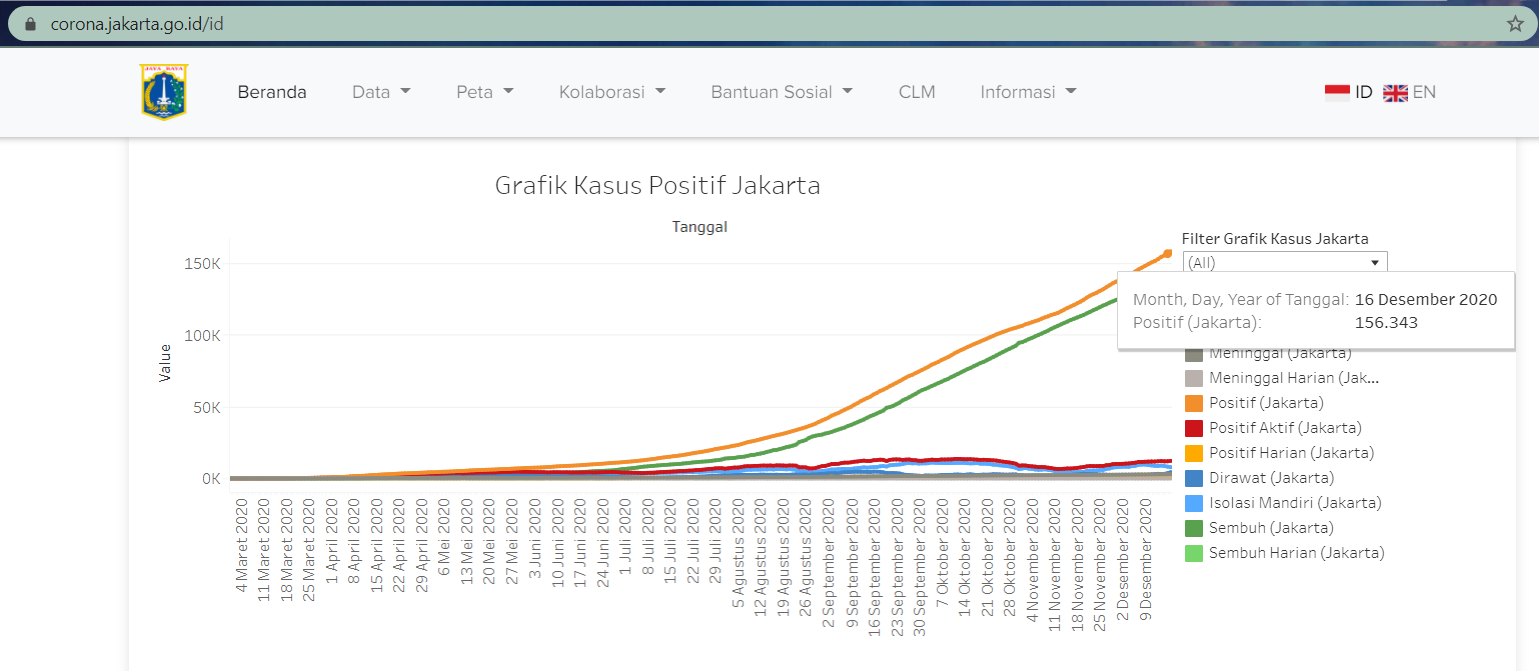 corona.jakarta.go.id/id
JAYA RAYA
Beranda Data Peta Kolaborasi Bantuan Sosial CLM Informasi ID EN
Grafik Kasus Positif Jakarta
Tanggal
Filter Grafik Kasus Jakarta
(All)
Month, Day, Year of Tanggal: 16 Desember 2020
Positif (Jakarta): 156.343
Meninggal (Jakarta)
Meninggal Harian (Jak...
Positif (Jakarta)
Positif Aktif (Jakarta)
Positif Harian (Jakarta)
Dirawat (Jakarta)
Isolasi Mandiri (Jakarta)
Sembuh (Jakarta)
Sembuh Harian (Jakarta)
Value
150K
100K
50K
0K
4 Maret 2020
11 Maret 2020
18 Maret 2020
25 Maret 2020
1 April 2020
8 April 2020
15 April 2020
22 April 2020
29 April 2020
6 Mei 2020
13 Mei 2020
20 Mei 2020
27 Mei 2020
3 Juni 2020
10 Juni 2020
17 Juni 2020
24 Juni 2020
1 Juli 2020
8 Juli 2020
15 Juli 2020
22 Juli 2020
29 Juli 2020
5 Agustus 2020
12 Agustus 2020
19 Agustus 2020
26 Agustus 2020
2 September 2020
9 September 2020
16 September 2020
23 September 2020
30 September 2020
7 Oktober 2020
14 Oktober 2020
21 Oktober 2020
28 Oktober 2020
4 November 2020
11 November 2020
18 November 2020
25 November 2020
2 Desember 2020
9 Desember 2020